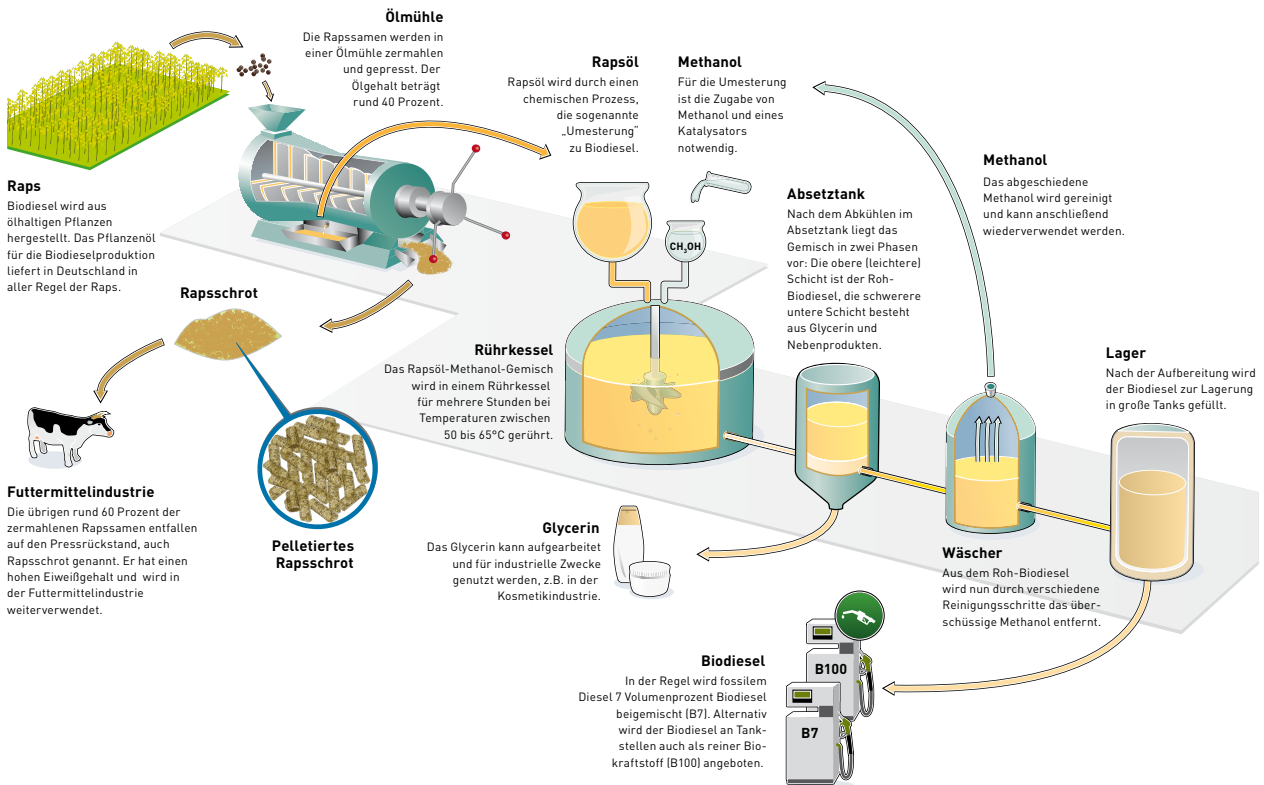 Ölmühle
Die Rapssamen werden in
einer Ölmühle zermahlen
und gepresst. Der
Ölgehalt beträgt
rund 40 Prozent.
Rapsöl
Rapsöl wird durch einen
chemischen Prozess,
die sogenannte
„Umesterung“
zu Biodiesel.
Methanol
Für die Umesterung
ist die Zugabe von
Methanol und eines
Katalysators
notwendig.
Methanol
Das abgeschiedene
Methanol wird gereinigt
und kann anschließend
wiederverwendet werden.
Raps
Biodiesel wird aus
ölhaltigen Pflanzen
hergestellt. Das Pflanzenöl
für die Biodieselproduktion
liefert in Deutschland in
aller Regel der Raps.
Absetztank
Nach dem Abkühlen im
Absetztank liegt das
Gemisch in zwei Phasen
vor: Die obere (leichtere)
Schicht ist der Roh-
Biodiesel, die schwerere
untere Schicht besteht
aus Glycerin und
Nebenprodukten.
CH3OH
Rapsschrot
Rührkessel
Das Rapsöl-Methanol-Gemisch
wird in einem Rührkessel
für mehrere Stunden bei
Temperaturen zwischen
50 bis 65°C gerührt.
Lager
Nach der Aufbereitung wird
der Biodiesel zur Lagerung
in große Tanks gefüllt.
Futtermittelindustrie
Die übrigen rund 60 Prozent der
zermahlenen Rapssamen entfallen
auf den Pressrückstand, auch
Rapsschrot genannt. Er hat einen
hohen Eiweißgehalt und wird in
der Futtermittelindustrie
weiterverwendet.
Pelletiertes
Rapsschrot
Glycerin
Das Glycerin kann aufgearbeitet
und für industrielle Zwecke
genutzt werden, z.B. in der
Kosmetikindustrie.
Wäscher
Aus dem Roh-Biodiesel
wird nun durch verschiedene
Reinigungsschritte das über-
schüssige Methanol entfernt.
Biodiesel
In der Regel wird fossilem
Diesel 7 Volumenprozent Biodiesel
beigemischt (B7). Alternativ
wird der Biodiesel an Tank-
stellen auch als reiner Bio-
kraftstoff (B100) angeboten.
B100
B7